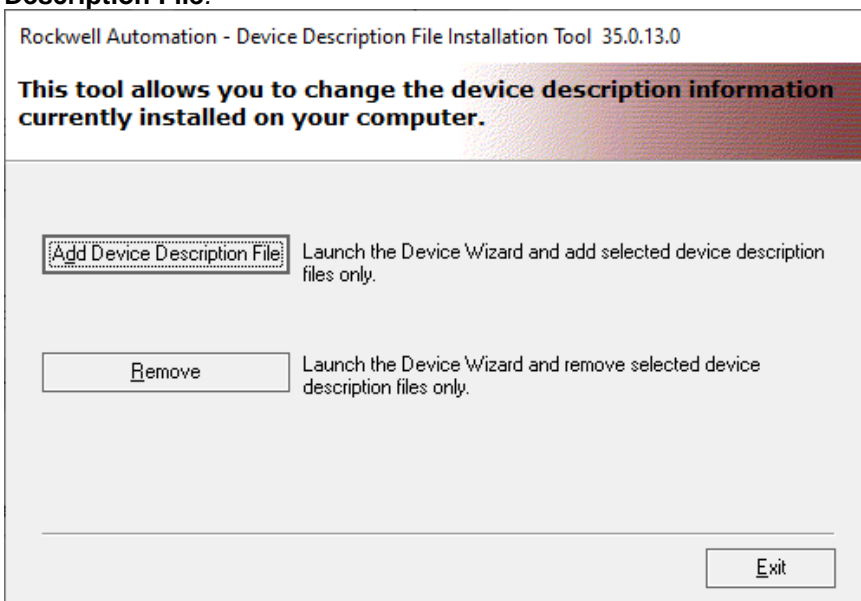 Description File.
Rockwell Automation - Device Description File Installation Tool 35.0.13.0
This tool allows you to change the device description information
currently installed on your computer.
Add Device Description File
Launch the Device Wizard and add selected device description
files only.
Remove
Launch the Device Wizard and remove selected device
description files only.
Exit